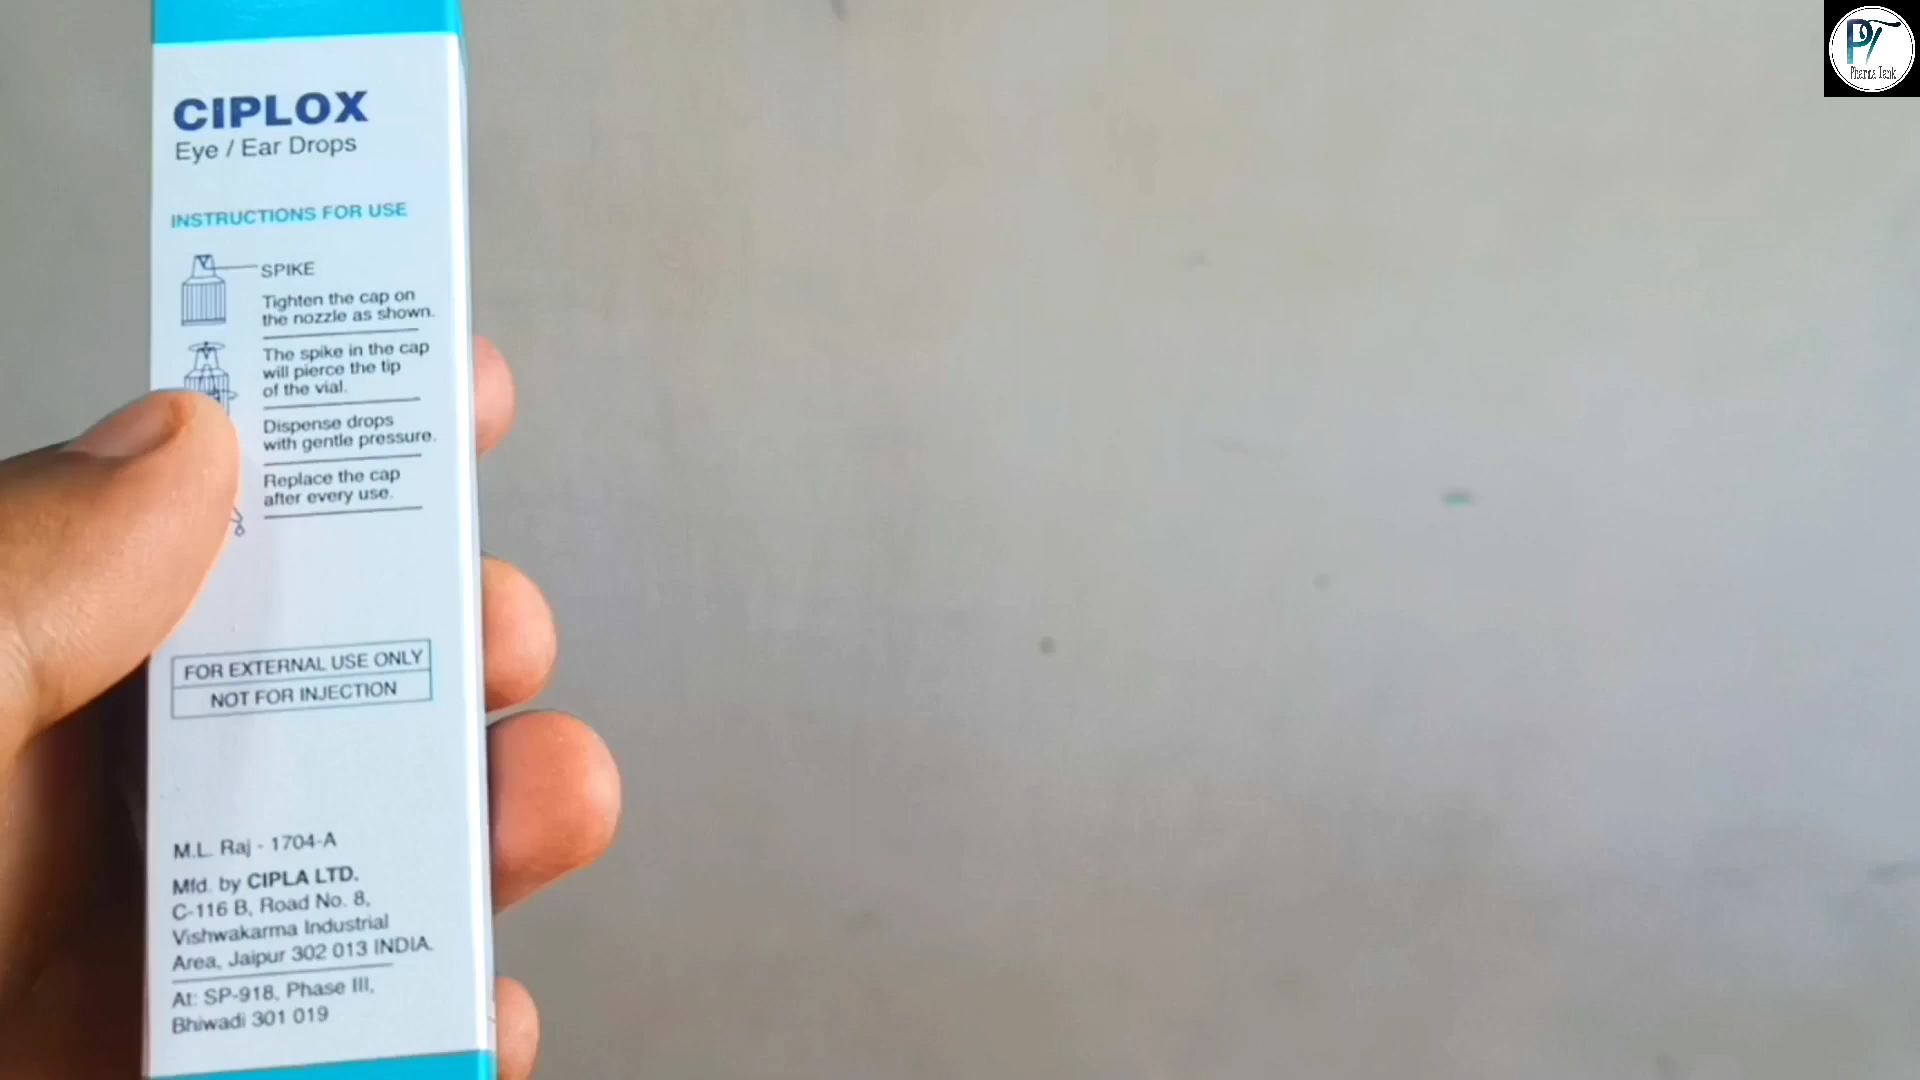 CIPLOX
Eye / Ear Drops
INSTRUCTIONS FOR USE
SPIKE
Tighten the cap on
the nozzle as shown.
The spike in the cap
will pierce the tip
of the vial.
Dispense drops
with gentle pressure.
Replace the cap
after every use.
FOR EXTERNAL USE ONLY
NOT FOR INJECTION
M.L. Raj - 1704-A
Mfd. by CIPLA LTD.
C-116 B, Road No. 8,
Vishwakarma Industrial
Area, Jaipur 302 013 INDIA.
At: SP-918, Phase III,
Bhiwadi 301 019
PT
Pharma Tank